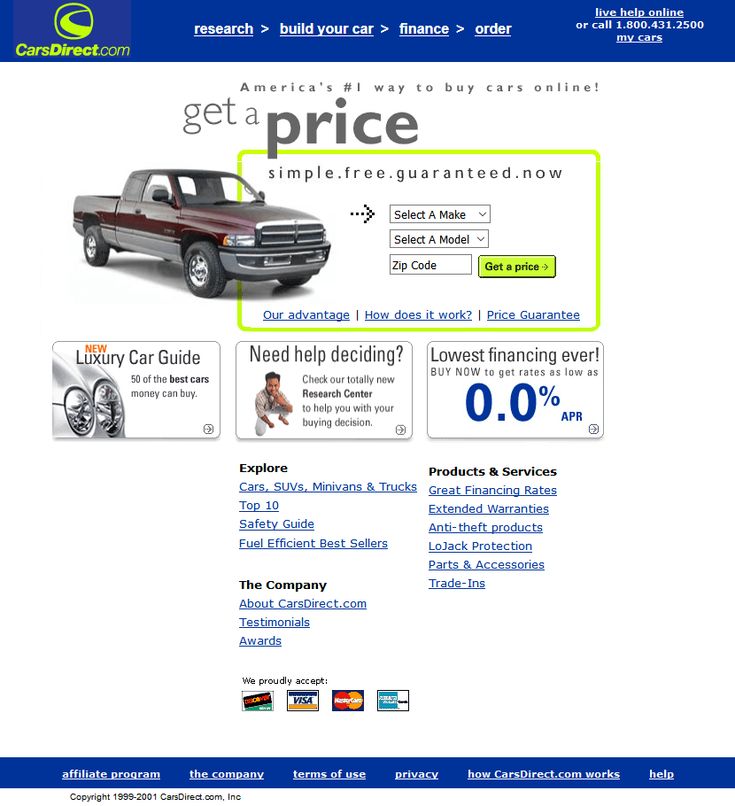 CarsDirect.com
research > build your car > finance > order
live help online
or call 1.800.431.2500
my cars
America's #1 way to buy cars online!
get a price
simple.free.guaranteed.now
Select A Make
Select A Model
Zip Code
Get a price
Our advantage | How does it work? | Price Guarantee
NEW
Luxury Car Guide
50 of the best cars
money can buy.
Need help deciding?
Check our totally new
Research Center
to help you with your
buying decision.
Lowest financing ever!
BUY NOW to get rates as low as
0.0% APR
Explore
Cars, SUVs, Minivans & Trucks
Top 10
Safety Guide
Fuel Efficient Best Sellers
The Company
About CarsDirect.com
Testimonials
Awards
Products & Services
Great Financing Rates
Extended Warranties
Anti-theft products
LoJack Protection
Parts & Accessories
Trade-Ins
We proudly accept:
DISCOVER
VISA
MasterCard
affiliate program
the company
terms of use
privacy
how CarsDirect.com works
help
Copyright 1999-2001 CarsDirect.com, Inc